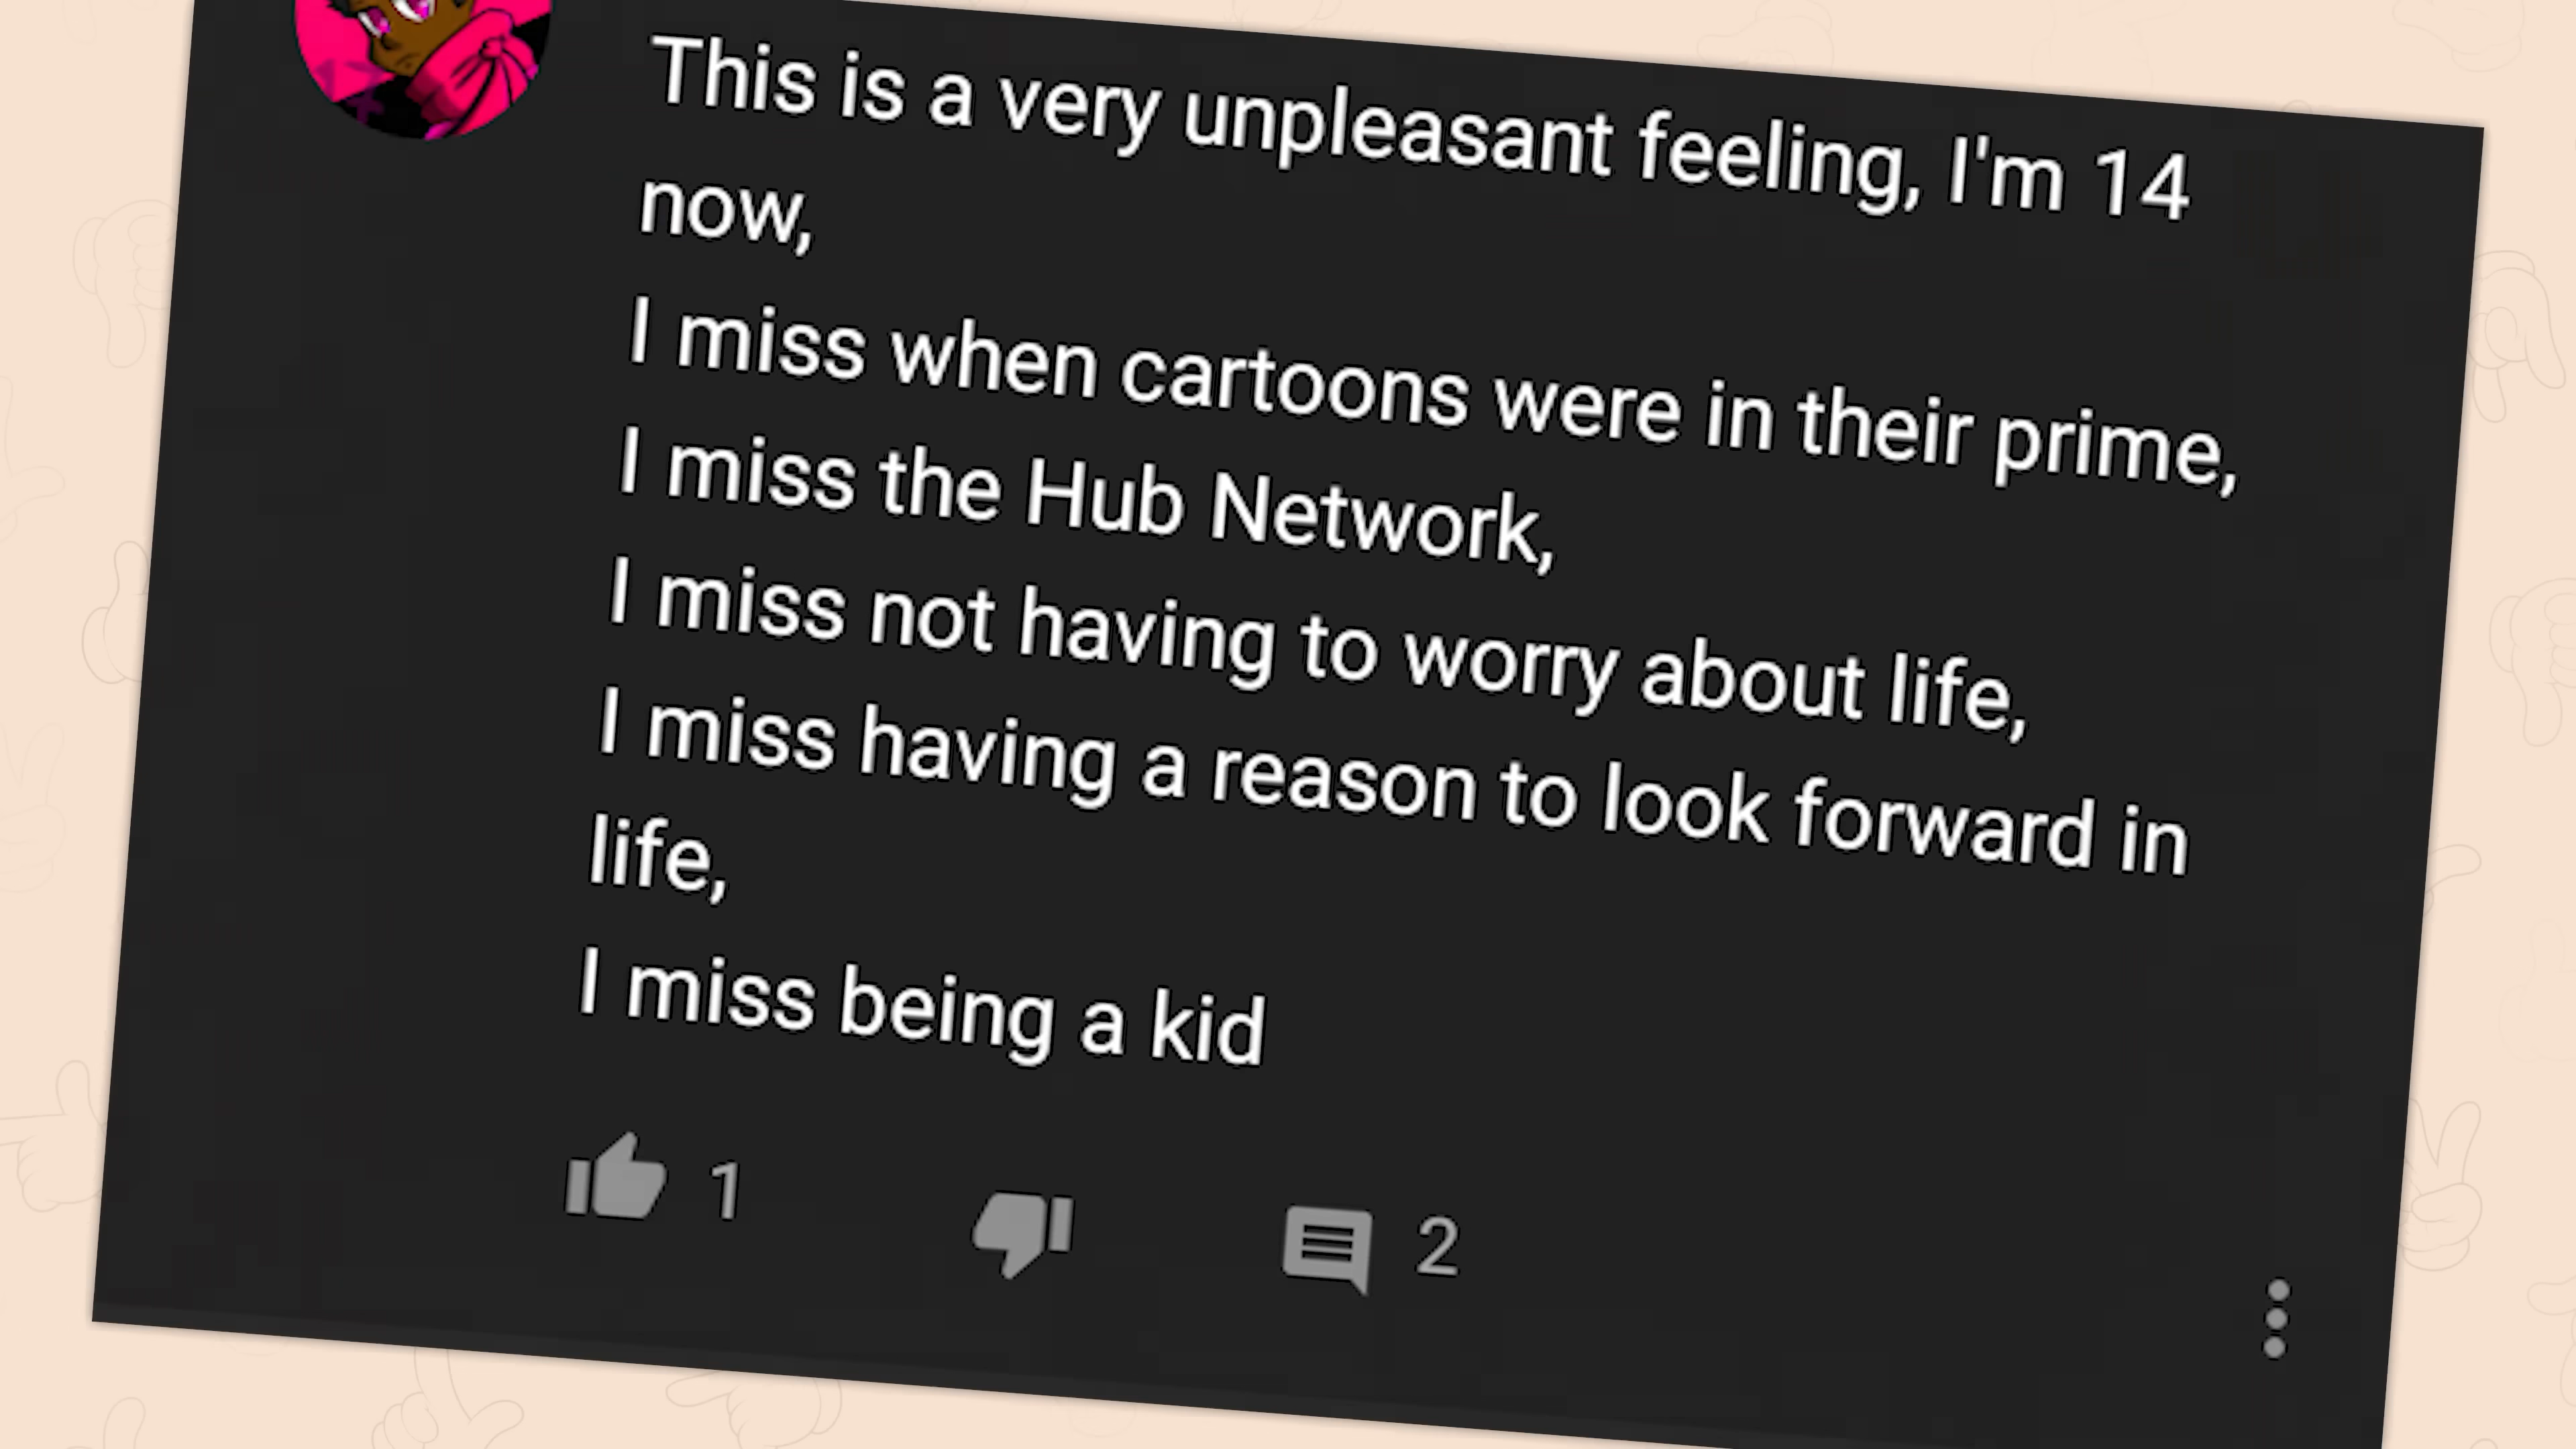 This is a very unpleasant feeling, I'm 14
now,
I miss when cartoons were in their prime,
I miss the Hub Network,
I miss not having to worry about life,
I miss having a reason to look forward in
life,
I miss being a kid
1
2